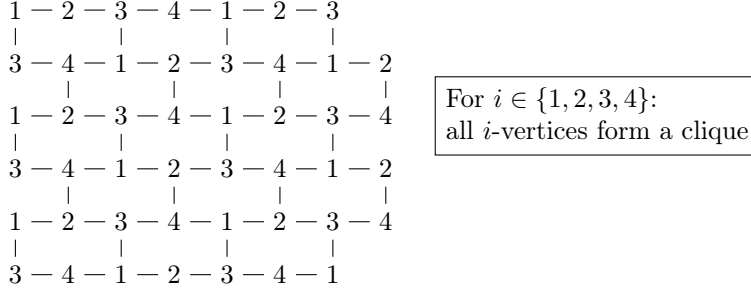 1 — 2 — 3 — 4 — 1 — 2 — 3
3 — 4 — 1 — 2 — 3 — 4 — 1 — 2
1 — 2 — 3 — 4 — 1 — 2 — 3 — 4
3 — 4 — 1 — 2 — 3 — 4 — 1 — 2
1 — 2 — 3 — 4 — 1 — 2 — 3 — 4
3 — 4 — 1 — 2 — 3 — 4 — 1
For i ∈ {1, 2, 3, 4}:
all i-vertices form a clique